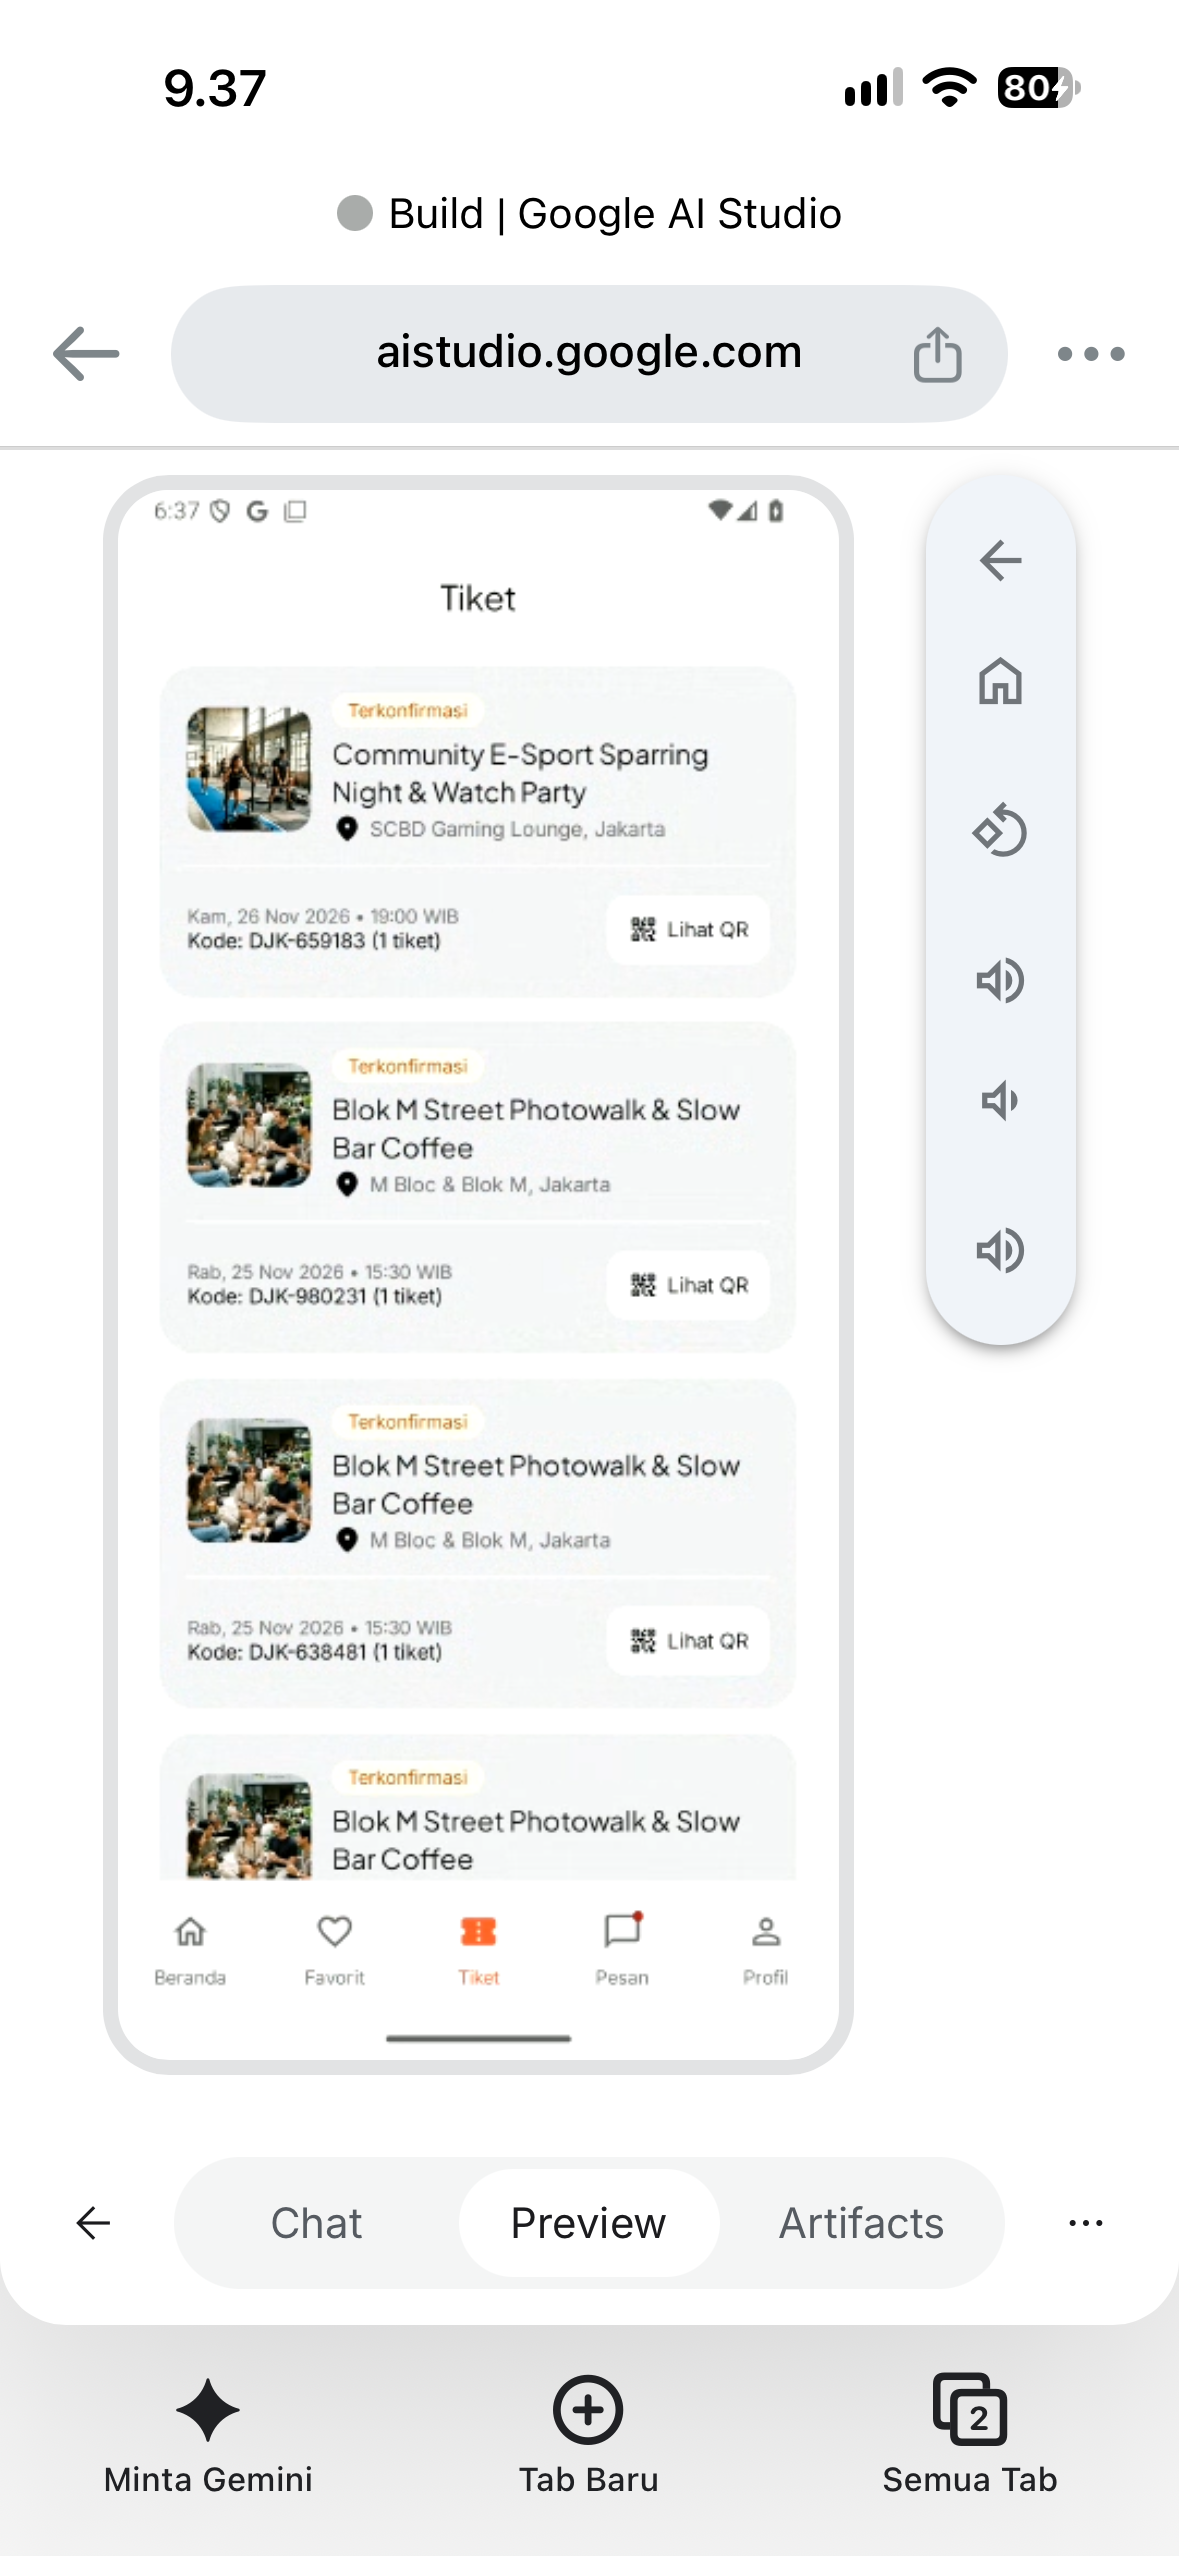 9.37
80
Build | Google AI Studio
aistudio.google.com
6:37
Tiket
Terkonfirmasi
Community E-Sport Sparring
Night & Watch Party
SCBD Gaming Lounge, Jakarta
Kam, 26 Nov 2026 • 19:00 WIB
Kode: DJK-659183 (1 tiket)
Lihat QR
Terkonfirmasi
Blok M Street Photowalk & Slow
Bar Coffee
M Bloc & Blok M, Jakarta
Rab, 25 Nov 2026 • 15:30 WIB
Kode: DJK-980231 (1 tiket)
Lihat QR
Terkonfirmasi
Blok M Street Photowalk & Slow
Bar Coffee
M Bloc & Blok M, Jakarta
Rab, 25 Nov 2026 • 15:30 WIB
Kode: DJK-638481 (1 tiket)
Lihat QR
Terkonfirmasi
Blok M Street Photowalk & Slow
Bar Coffee
Beranda
Favorit
Tiket
Pesan
Profil
Chat
Preview
Artifacts
Minta Gemini
Tab Baru
2
Semua Tab